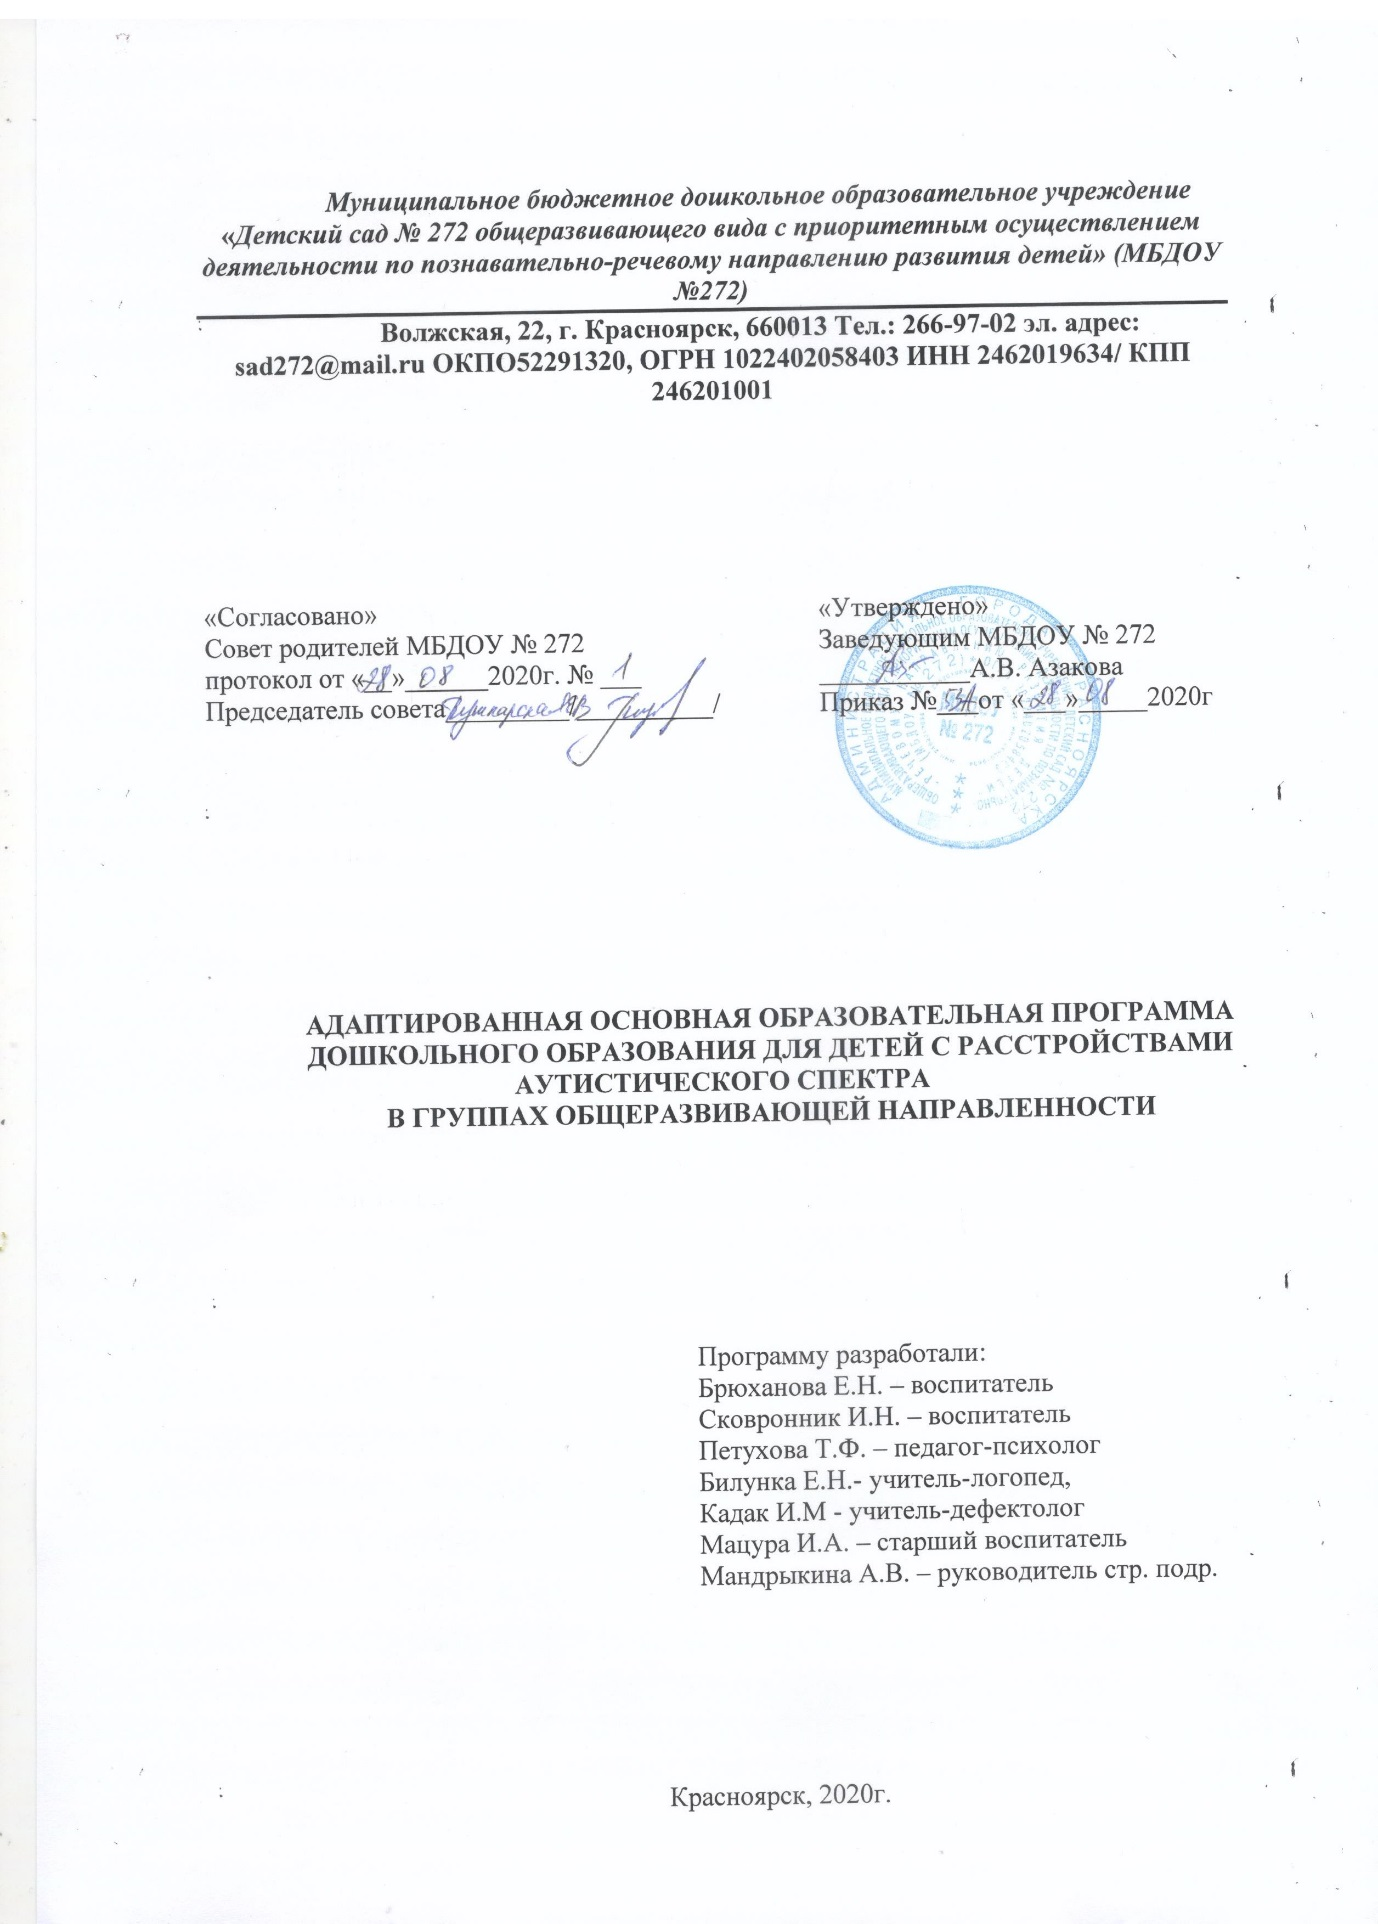 Муниципальное бюджетное дошкольное образовательное учреждение
«Детский сад № 272 общеразвивающего вида с приоритетным осуществлением
деятельности по познавательно-речевому направлению развития детей» (МБДОУ
№272)
Волжская, 22, г. Красноярск, 660013 Тел.: 266-97-02 эл. адрес:
sad272@mail.ru ОКПО52291320, ОГРН 1022402058403 ИНН 2462019634/ КПП
246201001
«Согласовано»
Совет родителей МБДОУ № 272
протокол от «28» 08 2020г. № 1
Председатель совета /
«Утверждено»
Заведующим МБДОУ № 272
А.В. Азакова
Приказ № от «28» 08 2020г
№ 272
АДАПТИРОВАННАЯ ОСНОВНАЯ ОБРАЗОВАТЕЛЬНАЯ ПРОГРАММА
ДОШКОЛЬНОГО ОБРАЗОВАНИЯ ДЛЯ ДЕТЕЙ С РАССТРОЙСТВАМИ
АУТИСТИЧЕСКОГО СПЕКТРА
В ГРУППАХ ОБЩЕРАЗВИВАЮЩЕЙ НАПРАВЛЕННОСТИ
Программу разработали:
Брюханова Е.Н. – воспитатель
Сковронник И.Н. – воспитатель
Петухова Т.Ф. – педагог-психолог
Билунка Е.Н.- учитель-логопед,
Кадак И.М - учитель-дефектолог
Мацура И.А. – старший воспитатель
Мандрыкина А.В. – руководитель стр. подр.
Красноярск, 2020г.